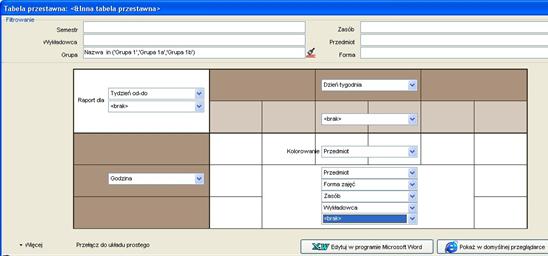 Tabela przestawna: <&Inna tabela przestawna>
Filtrowanie
Semestr
Zasób
Wykładowca
Przedmiot
Grupa
Nazwa in ('Grupa 1','Grupa 1a','Grupa 1b')
Forma
Raport dla
Tydzień od-do
<brak>
Dzień tygodnia
<brak>
Kolorowanie
Przedmiot
Godzina
Przedmiot
Forma zajęć
Zasób
Wykładowca
<brak>
Więcej
Przełącz do układu prostego
Edytuj w programie Microsoft Word
Pokaż w domyślnej przeglądarce